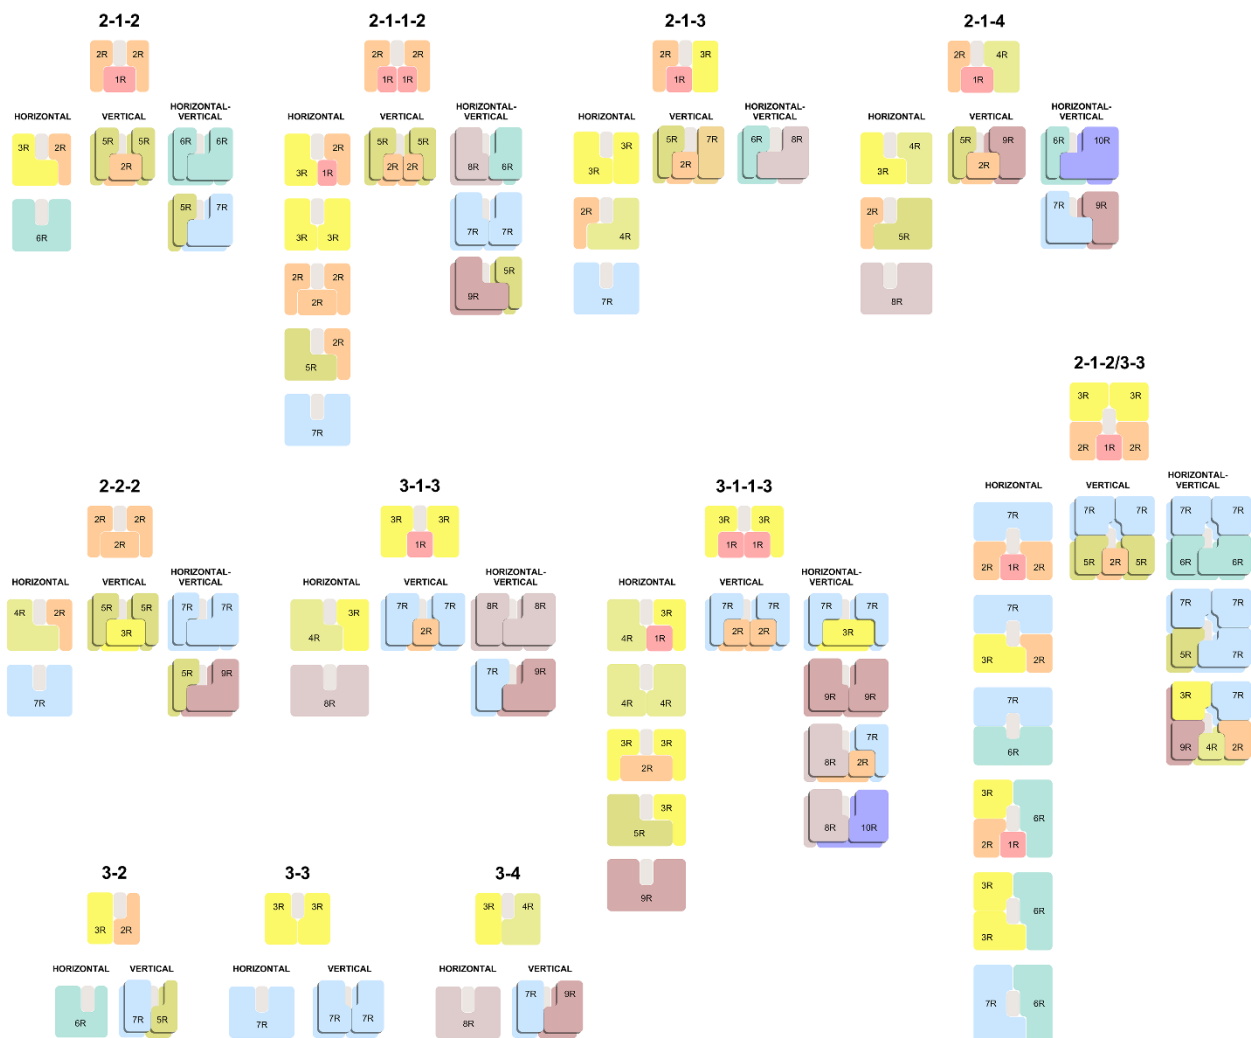 2-1-2
2R 2R
1R
HORIZONTAL VERTICAL HORIZONTAL-
VERTICAL
3R 2R
5R 5R
2R
6R 6R
6R
5R 7R
2-1-1-2
2R 2R
1R 1R
HORIZONTAL VERTICAL HORIZONTAL-
VERTICAL
2R
3R 1R
5R 5R
2R 2R
8R 6R
3R 3R
7R 7R
2R 2R
2R
5R
9R
2R
5R
7R
2-1-3
2R 3R
1R
HORIZONTAL VERTICAL HORIZONTAL-
VERTICAL
3R
3R
5R 7R
2R
6R 8R
2R
4R
7R
2-1-4
2R 4R
1R
HORIZONTAL VERTICAL HORIZONTAL-
VERTICAL
4R
3R
5R 9R
2R
6R 10R
2R
5R
7R 9R
8R
2-1-2/3-3
3R 3R
2R 1R 2R
HORIZONTAL VERTICAL HORIZONTAL-
VERTICAL
7R
2R 1R 2R
7R 7R
5R 2R 5R
7R 7R
6R 6R
7R
3R 2R
7R 7R
5R 7R
7R
6R
3R 7R
9R 4R 2R
3R
6R
2R 1R
3R
6R
3R
7R 6R
2-2-2
2R 2R
2R
HORIZONTAL VERTICAL HORIZONTAL-
VERTICAL
4R 2R
5R 5R
3R
7R 7R
7R
5R 9R
3-1-3
3R 3R
1R
HORIZONTAL VERTICAL HORIZONTAL-
VERTICAL
3R
4R
7R 7R
2R
8R 8R
8R
7R 9R
3-1-1-3
3R 3R
1R 1R
HORIZONTAL VERTICAL HORIZONTAL-
VERTICAL
3R
4R 1R
7R 7R
2R 2R
7R 7R
3R
4R 4R
9R 9R
3R 3R
2R
7R
8R 2R
3R
5R
8R 10R
9R
3-2
3R 2R
HORIZONTAL VERTICAL
6R
7R 5R
3-3
3R 3R
HORIZONTAL VERTICAL
7R
7R 7R
3-4
3R 4R
HORIZONTAL VERTICAL
8R
7R 9R